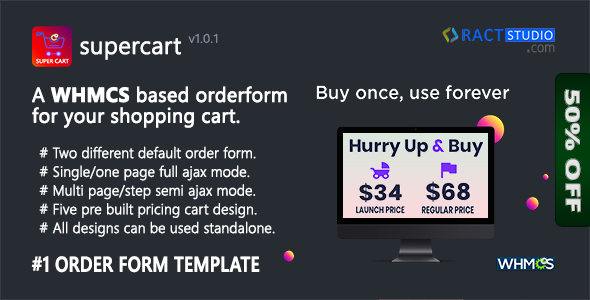 SUPER CART
supercart v1.0.1
RACTSTUDIO
.com
A WHMCS based orderform
for your shopping cart.
# Two different default order form.
# Single/one page full ajax mode.
# Multi page/step semi ajax mode.
# Five pre built pricing cart design.
# All designs can be used standalone.
#1 ORDER FORM TEMPLATE
Buy once, use forever
Hurry Up & Buy
$34 $68
LAUNCH PRICE REGULAR PRICE
50% OFF
WHMCS